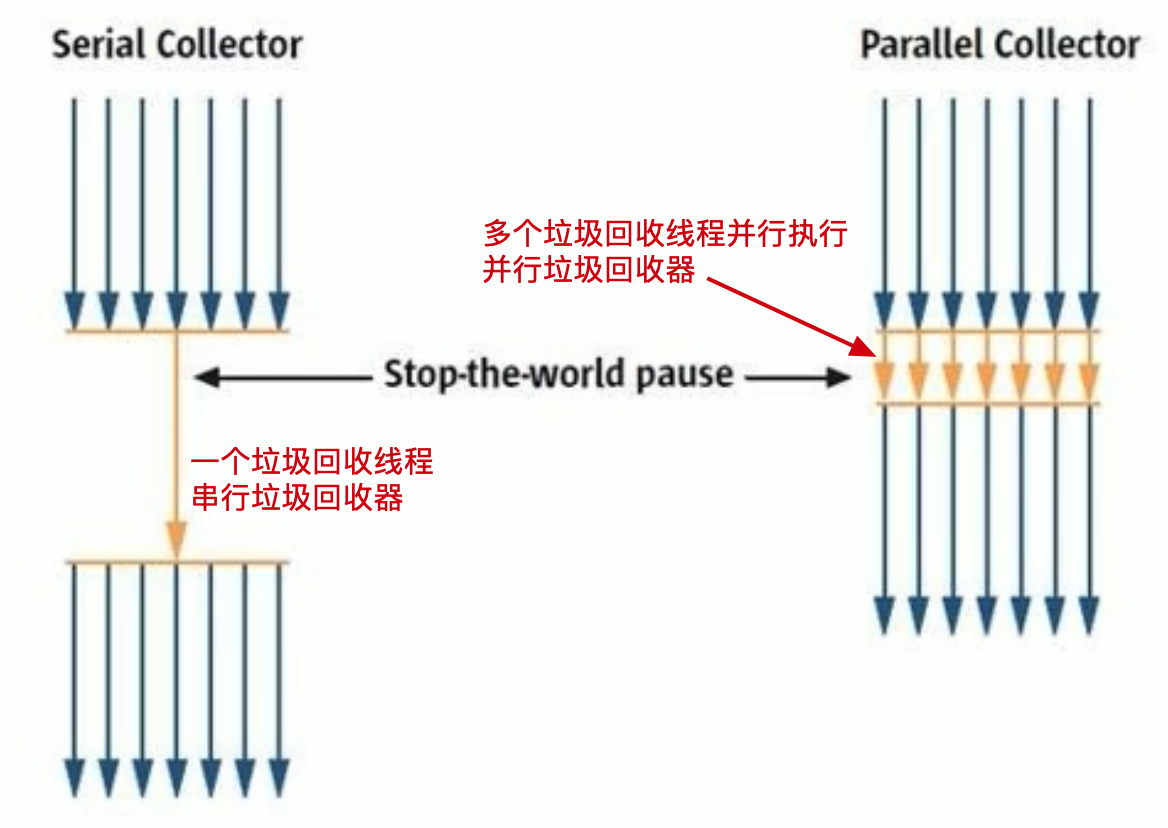 Serial Collector
Parallel Collector
多个垃圾回收线程并行执行
并行垃圾回收器
Stop-the-world pause
一个垃圾回收线程
串行垃圾回收器